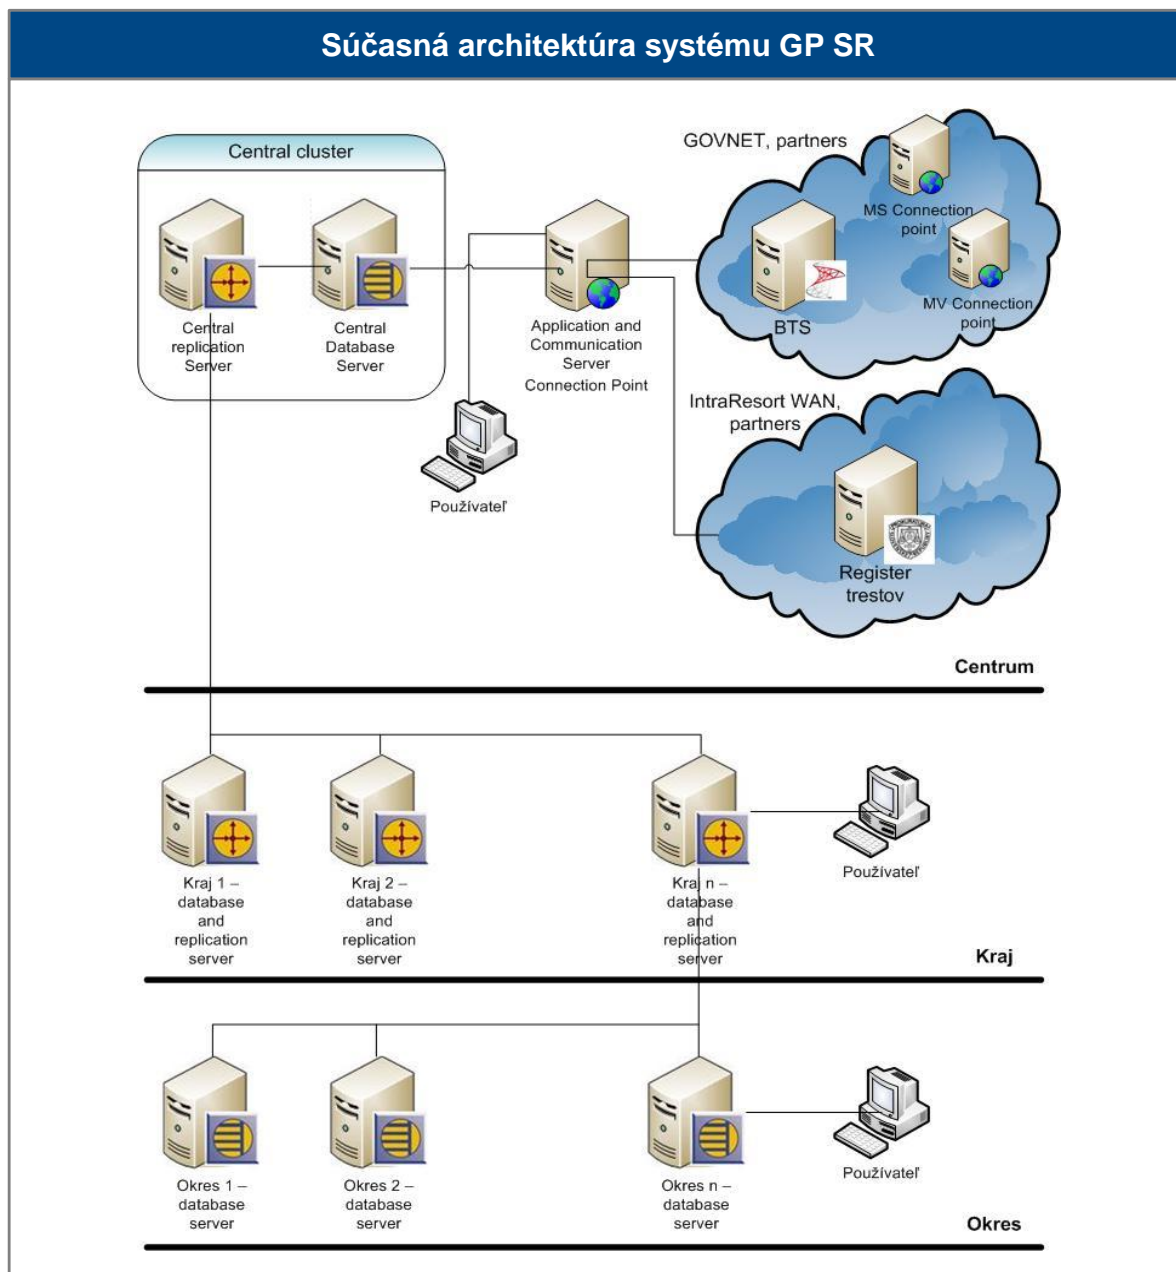 Súčasná architektúra systému GP SR
Central cluster
GOVNET, partners
MS Connection
point
MV Connection
point
BTS
Central
replication
Server
Central
Database
Server
Application and
Communication
Server
Connection Point
IntraResort WAN,
partners
Používateľ
Register
trestov
Centrum
Kraj 1 –
database
and
replication
server
Kraj 2 –
database
and
replication
server
Kraj n –
database
and
replication
server
Používateľ
Kraj
Okres 1 –
database
server
Okres 2 –
database
server
Okres n –
database
server
Používateľ
Okres